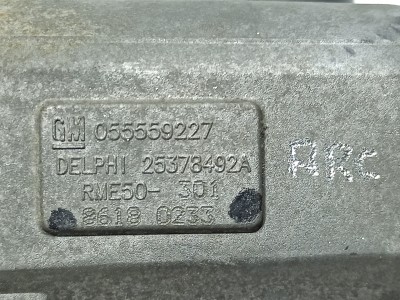 GM 055559227
DELPHI 25378492A
RME50- 301
8618 0233
ARC